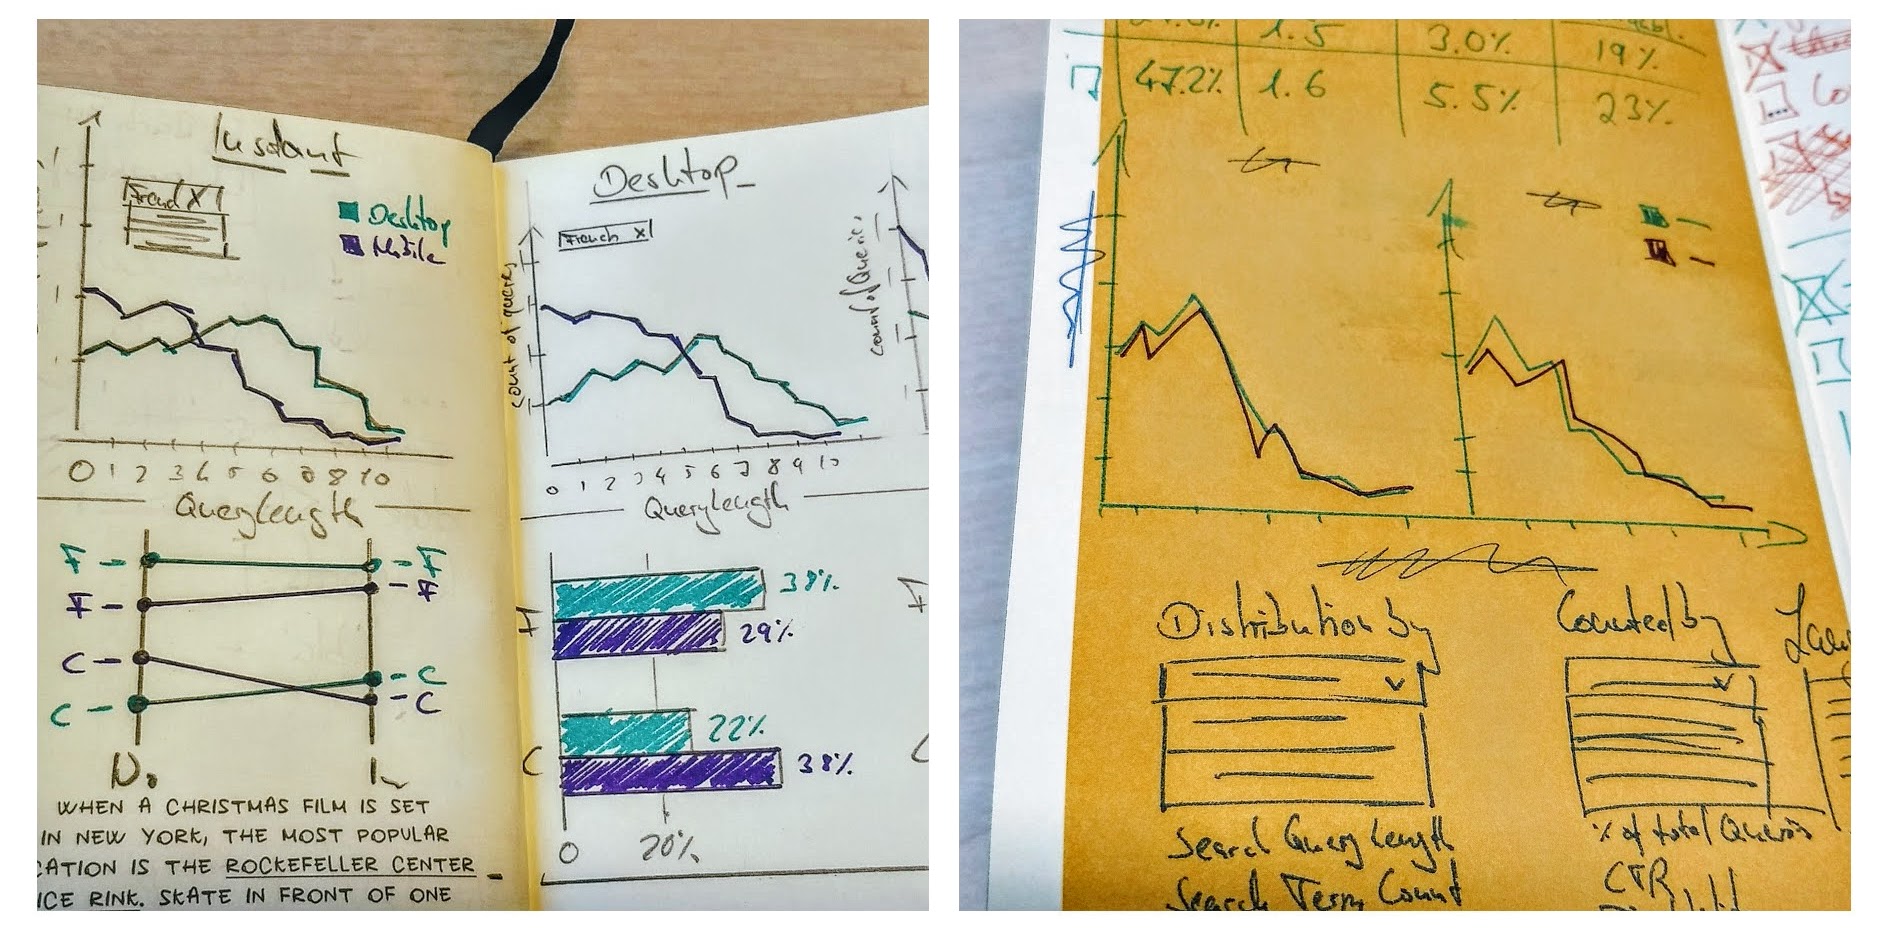 Instant
French X
Desktop
Mobile
0 1 2 3 4 5 6 7 8 9 10
QueryLength
F F
F F
C C
C C
WHEN A CHRISTMAS FILM IS SET
IN NEW YORK, THE MOST POPULAR
CATION IS THE ROCKEFELLER CENTER
ICE RINK. SKATE IN FRONT OF ONE
Desktop
French X
count of queries
Count of Queries
0 1 2 3 4 5 6 7 8 9 10
QueryLength
F
38%
29%
C
22%
38%
0 20%
1.5 3.0% 19%
47.2% 1.6 5.5% 23%
Distribution by
Counted by
Search Query Length
Search Term Count
% of total Queries
CTR